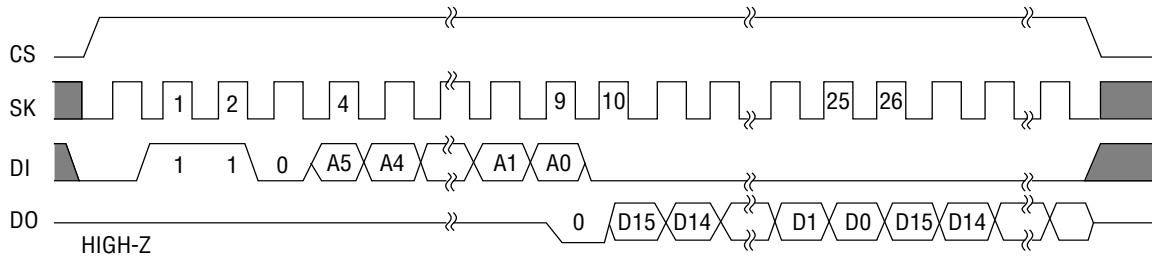 CS
SK 1 2 4 9 10 25 26
DI 1 1 0 A5 A4 A1 A0
DO 0 D15 D14 D1 D0 D15 D14
HIGH-Z